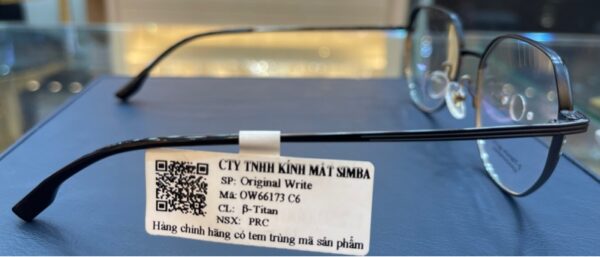 CTY TNHH KÍNH MẮT SIMBA
SP: Original Write
Mã: OW66173 C6
CL: β-Titan
NSX: PRC
Hàng chính hãng có tem trùng mã sản phẩm